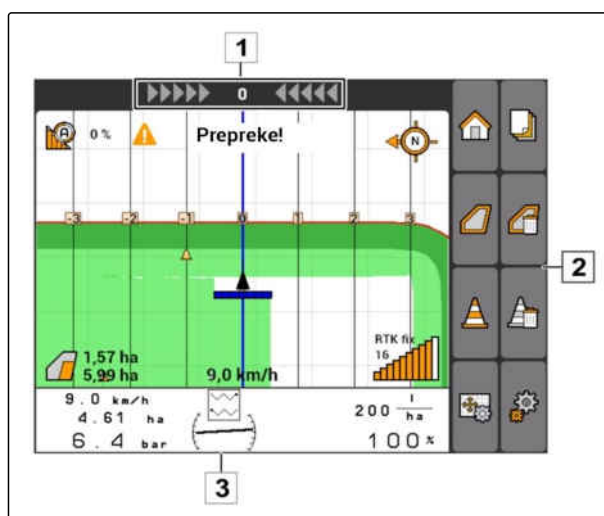 1
0
A 0 % Prepreke! N
-3 -2 -1 0 1 2 3
2
RTK fix
16
1,57 ha
5,99 ha 9,0 km/h
9.0 km/h
4.61 ha
6.4 bar
200 l/ha
100 %
3